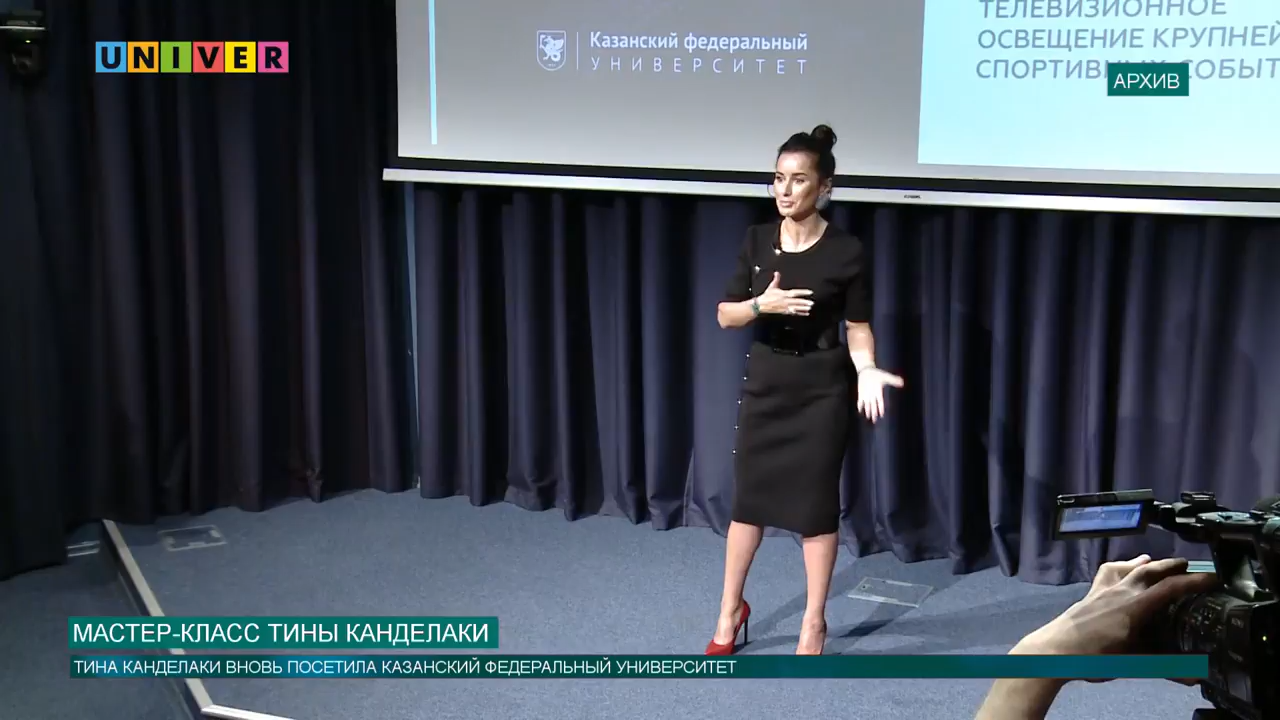 UNIVER
Казанский федеральный
УНИВЕРСИТЕТ
ТЕЛЕВИЗИОННОЕ
ОСВЕЩЕНИЕ
СПОРТИВНЫХ
АРХИВ
МАСТЕР-КЛАСС ТИНЫ КАНДЕЛАКИ
ТИНА КАНДЕЛАКИ ВНОВЬ ПОСЕТИЛА КАЗАНСКИЙ ФЕДЕРАЛЬНЫЙ УНИВЕРСИТЕТ